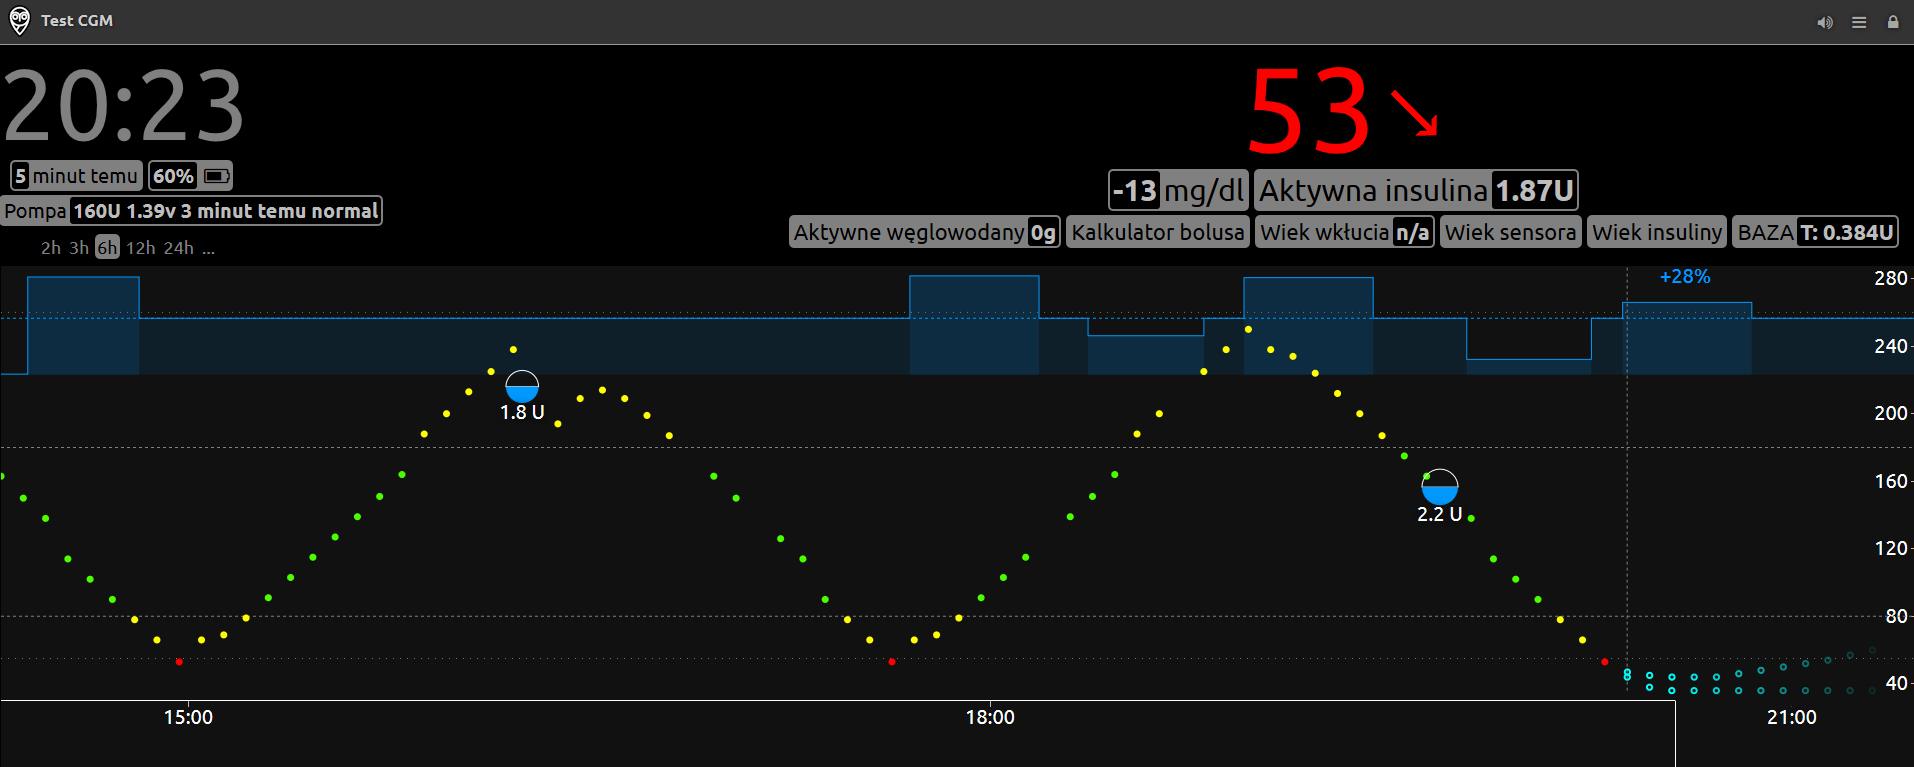 Test CGM
20:23
53
5 minut temu 60%
-13 mg/dl Aktywna insulina 1.87U
Pompa 160U 1.39v 3 minut temu normal
Aktywne węglowodany 0g Kalkulator bolusa Wiek wkłucia n/a Wiek sensora Wiek insuliny BAZA T: 0.384U
2h 3h 6h 12h 24h ...
+28%
280
240
200
160
120
80
40
1.8 U
2.2 U
15:00 18:00 21:00